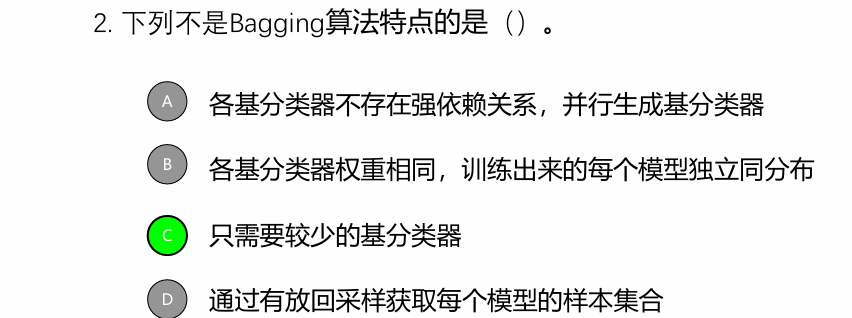 2. 下列不是Bagging算法特点的是（）。
A 各基分类器不存在强依赖关系，并行生成基分类器
B 各基分类器权重相同，训练出来的每个模型独立同分布
C 只需要较少的基分类器
D 通过有放回采样获取每个模型的样本集合